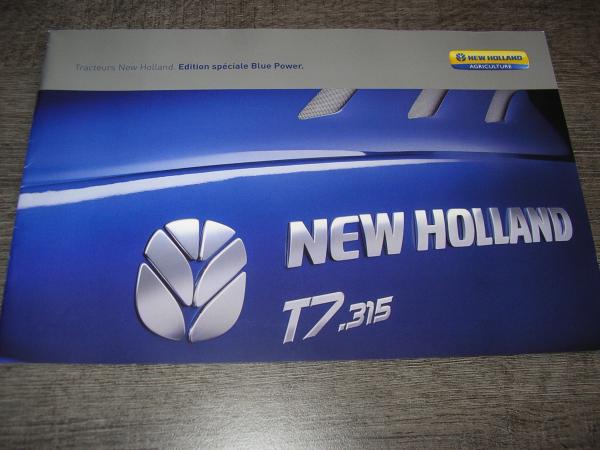 Tracteurs New Holland. Edition spéciale Blue Power.
NEW HOLLAND
AGRICULTURE
NEW HOLLAND
T7.315